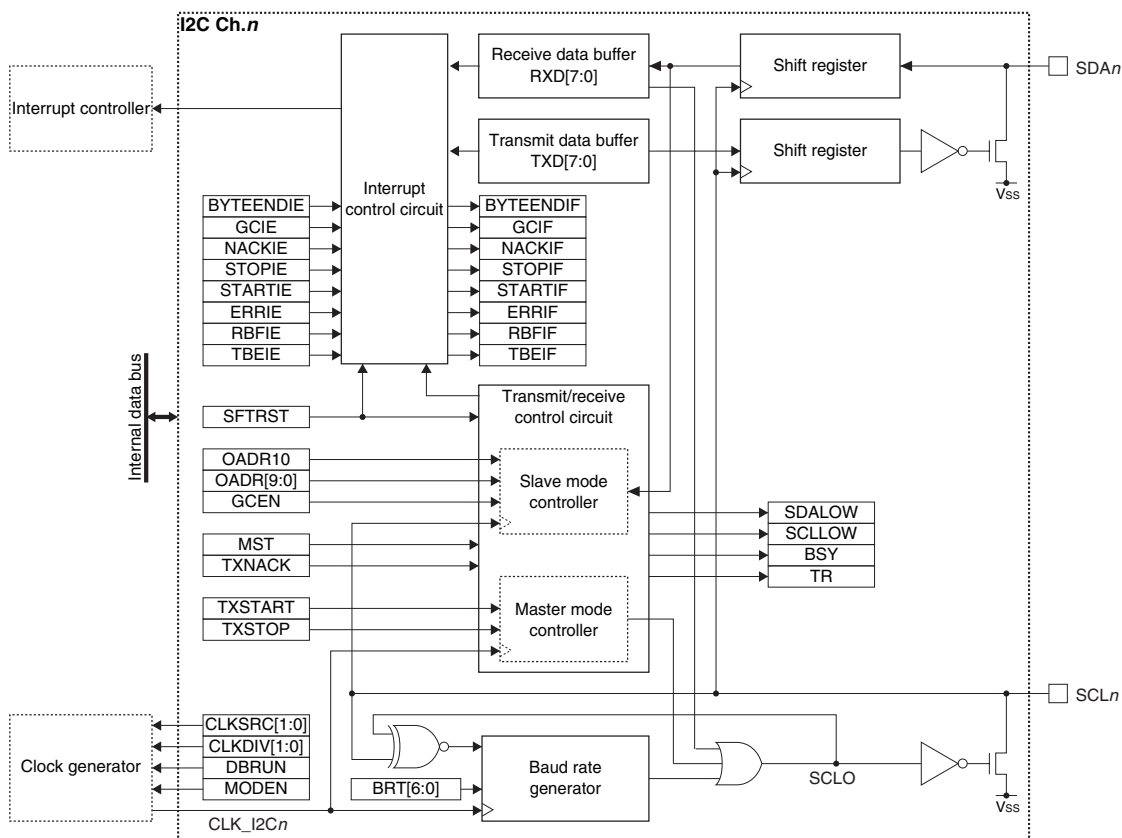 I2C Ch.n
Receive data buffer
RXD[7:0]
Shift register
SDAn
Interrupt controller
Transmit data buffer
TXD[7:0]
Shift register
VSS
Interrupt
control circuit
BYTEENDIE
GCIE
NACKIE
STOPIE
STARTIE
ERRIE
RBFIE
TBEIE
BYTEENDIF
GCIF
NACKIF
STOPIF
STARTIF
ERRIF
RBFIF
TBEIF
Internal data bus
SFTRST
Transmit/receive
control circuit
OADR10
OADR[9:0]
GCEN
Slave mode
controller
MST
TXNACK
SDALOW
SCLLOW
BSY
TR
TXSTART
TXSTOP
Master mode
controller
SCLn
Clock generator
CLKSRC[1:0]
CLKDIV[1:0]
DBRUN
MODEN
BRT[6:0]
Baud rate
generator
SCLO
VSS
CLK_I2Cn